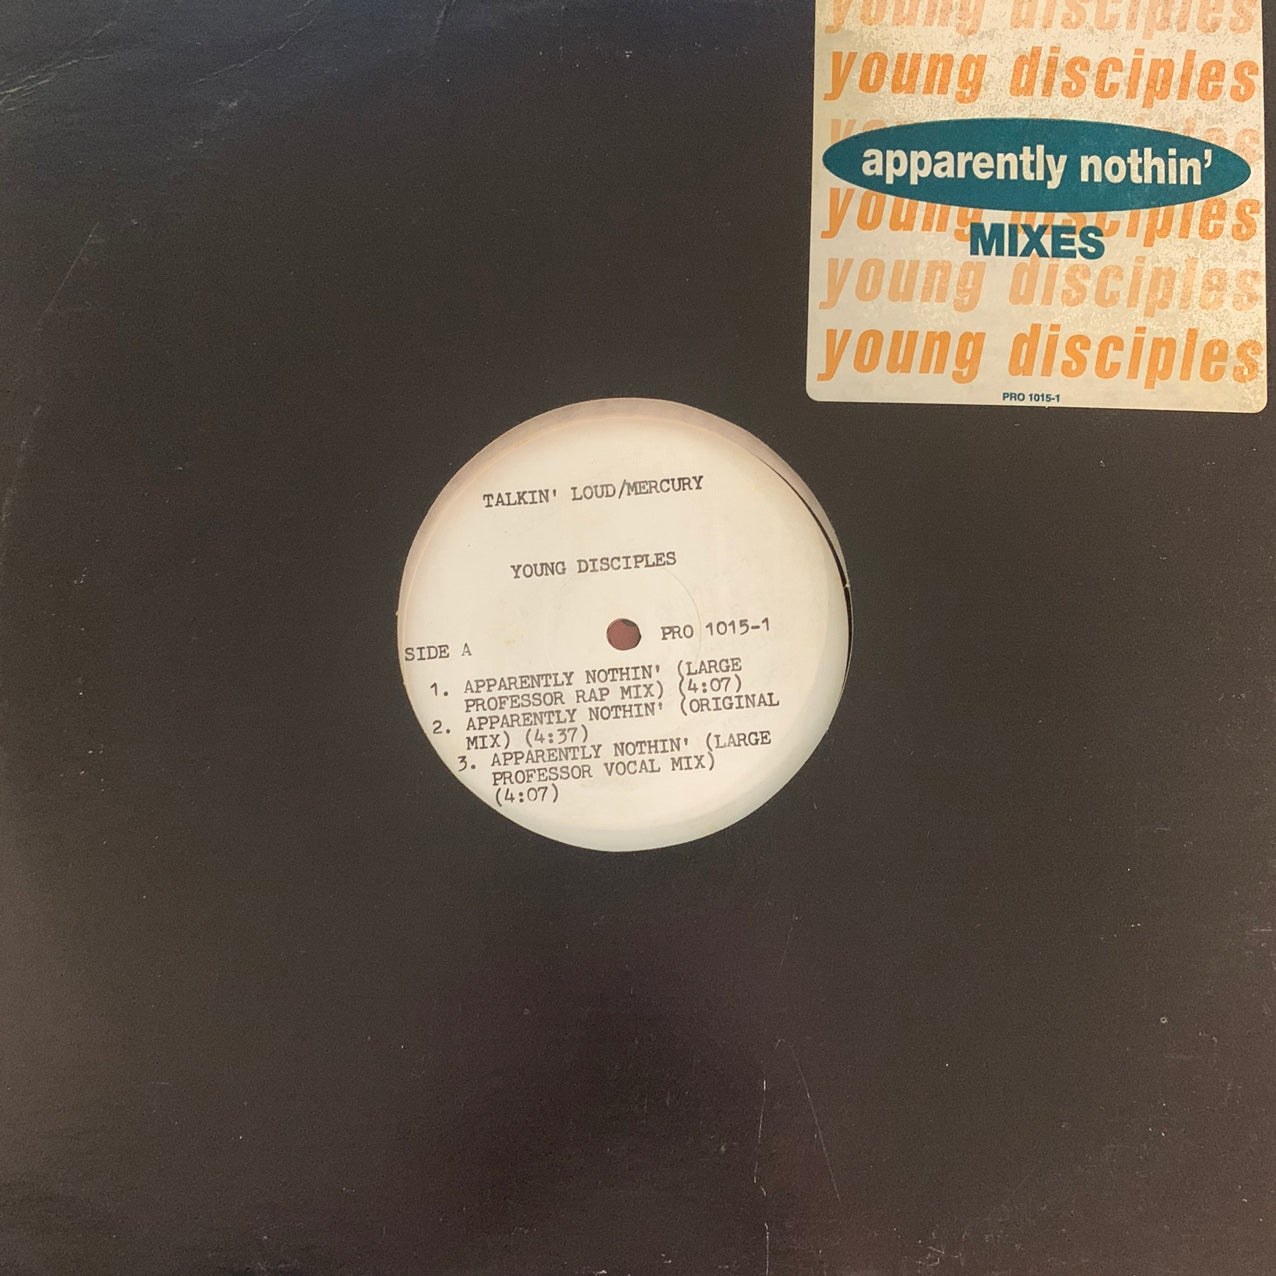 young disciples
young disciples
apparently nothin'
young disciples
MIXES
young disciples
young disciples
PRO 1015-1
TALKIN' LOUD/MERCURY
YOUNG DISCIPLES
SIDE A
PRO 1015-1
1. APPARENTLY NOTHIN' (LARGE
PROFESSOR RAP MIX) (4:07)
2. APPARENTLY NOTHIN' (ORIGINAL
MIX) (4:37)
3. APPARENTLY NOTHIN' (LARGE
PROFESSOR VOCAL MIX)
(4:07)